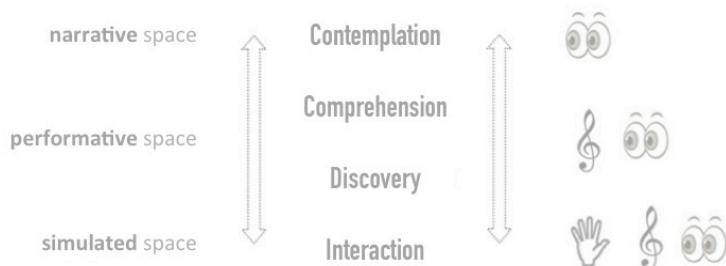 narrative space
Contemplation
Comprehension
performative space
Discovery
simulated space
Interaction